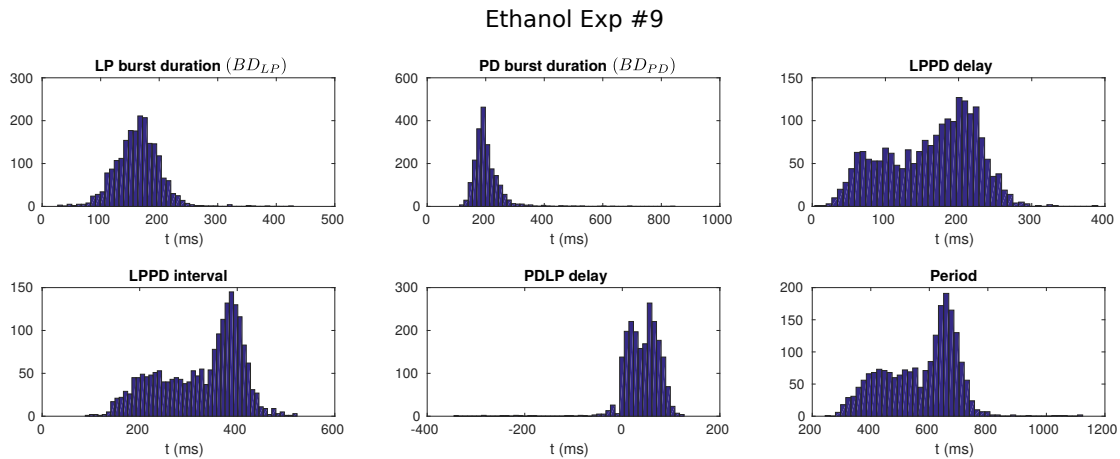 Ethanol Exp #9
LP burst duration (BD_{LP})
300
200
100
0
0 100 200 300 400 500
t (ms)
PD burst duration (BD_{PD})
600
400
200
0
0 200 400 600 800 1000
t (ms)
LPPD delay
150
100
50
0
0 100 200 300 400
t (ms)
LPPD interval
150
100
50
0
0 200 400 600
t (ms)
PDLP delay
300
200
100
0
-400 -200 0 200
t (ms)
Period
200
150
100
50
0
200 400 600 800 1000 1200
t (ms)